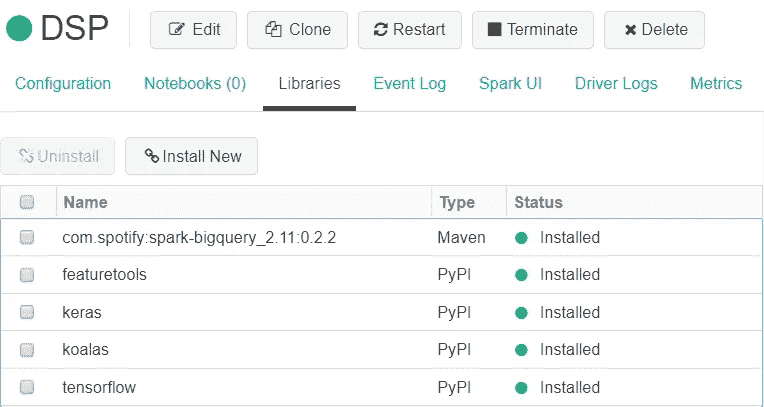 DSP Edit Clone Restart Terminate Delete
Configuration Notebooks (0) Libraries Event Log Spark UI Driver Logs Metrics
Uninstall Install New
Name Type Status
com.spotify:spark-bigquery_2.11:0.2.2 Maven Installed
featuretools PyPI Installed
keras PyPI Installed
koalas PyPI Installed
tensorflow PyPI Installed